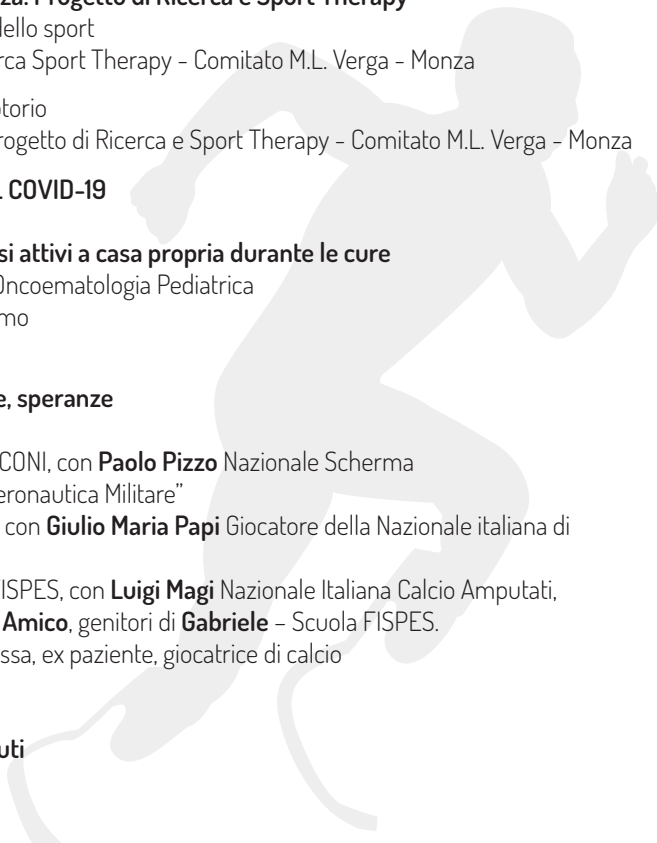 za: Progetto di Ricerca e Sport Therapy
dello sport
rca Sport Therapy - Comitato M.L. Verga - Monza
otorio
rogetto di Ricerca e Sport Therapy - Comitato M.L. Verga - Monza
L COVID-19
si attivi a casa propria durante le cure
Oncoematologia Pediatrica
mo
e, speranze
CONI, con Paolo Pizzo Nazionale Scherma
eronautica Militare”
con Giulio Maria Papi Giocatore della Nazionale italiana di
FISPES, con Luigi Magi Nazionale Italiana Calcio Amputati,
Amico, genitori di Gabriele – Scuola FISPES.
ssa, ex paziente, giocatrice di calcio
uti